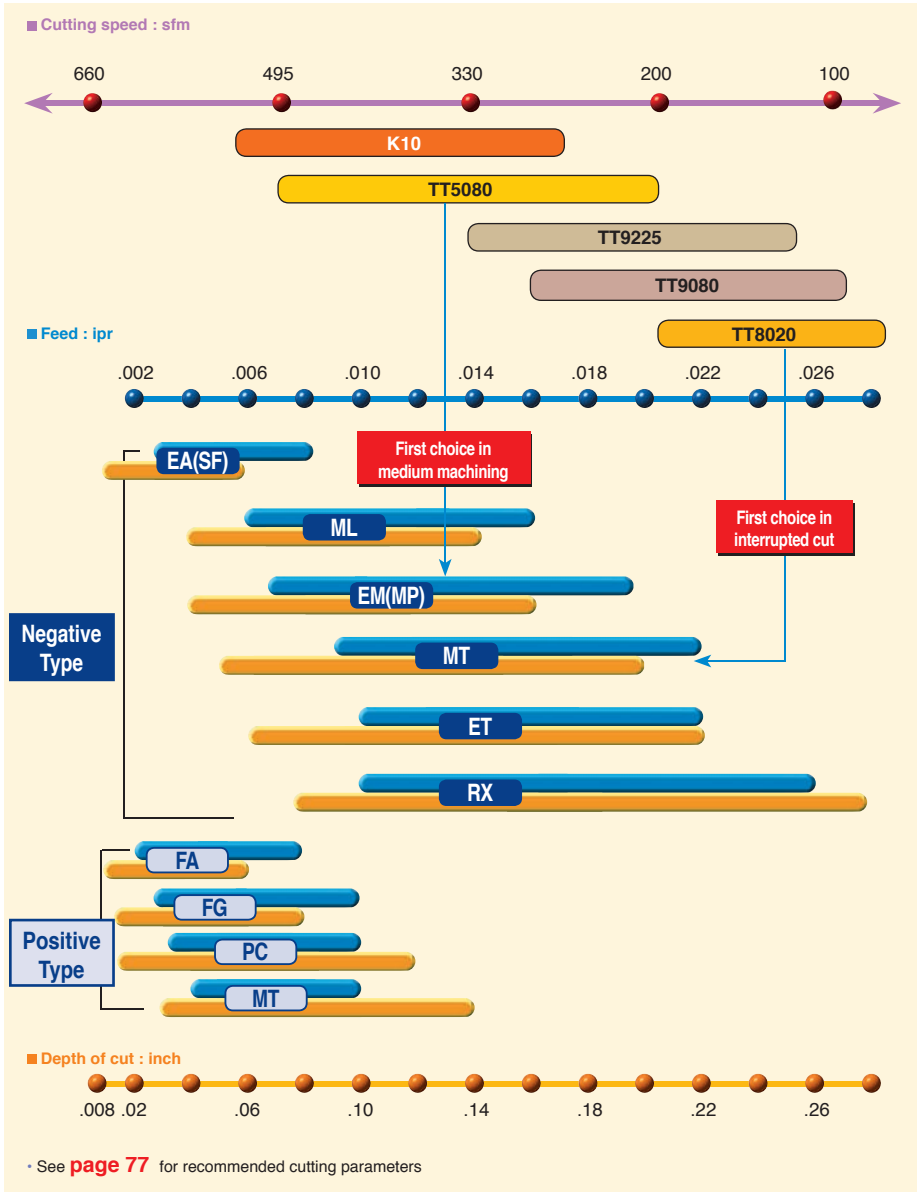 Cutting speed : sfm
660 495 330 200 100
K10
TT5080
TT9225
TT9080
TT8020
Feed : ipr
.002 .006 .010 .014 .018 .022 .026
EA(SF)
First choice in
medium machining
ML
First choice in
interrupted cut
EM(MP)
Negative
Type
MT
ET
RX
FA
FG
Positive
Type
PC
MT
Depth of cut : inch
.008 .02 .06 .10 .14 .18 .22 .26
• See page 77 for recommended cutting parameters